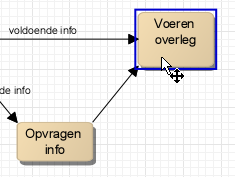 Voeren
overleg
voldoende info
de info
Opvragen
info